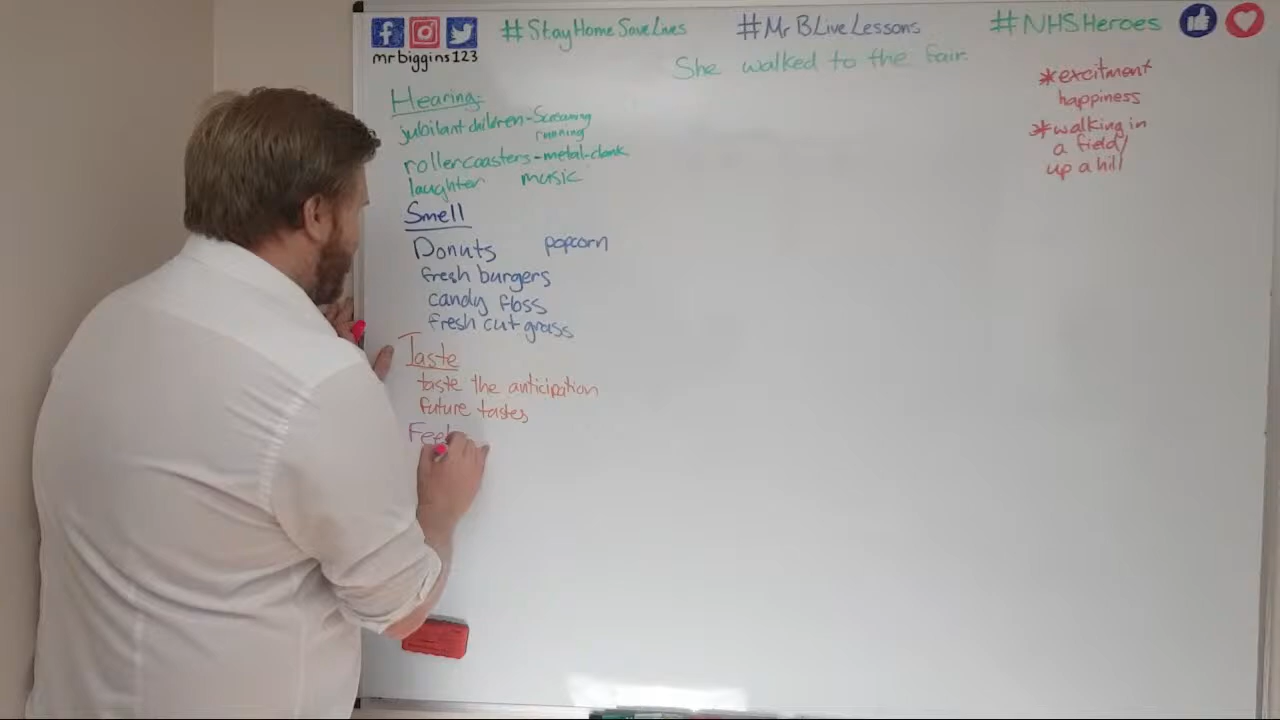 #StayHomeSaveLives #MrBLiveLessons #NHSHeroes
mrbiggins123
She walked to the fair.
*excitment
happiness
*walking in
a field/
up a hill
Hearing:
jubilant children-Screaming
running
rollercoasters-metal-clank
laughter music
Smell
Donuts popcorn
fresh burgers
candy floss
fresh cut grass
Taste
taste the anticipation
future tastes
Feel